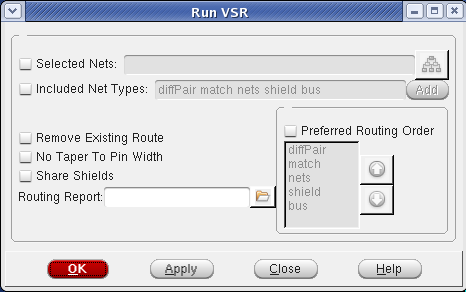 Run VSR
Selected Nets:
Included Net Types: diffPair match nets shield bus Add
Remove Existing Route
No Taper To Pin Width
Share Shields
Routing Report:
Preferred Routing Order
diffPair
match
nets
shield
bus
OK Apply Close Help